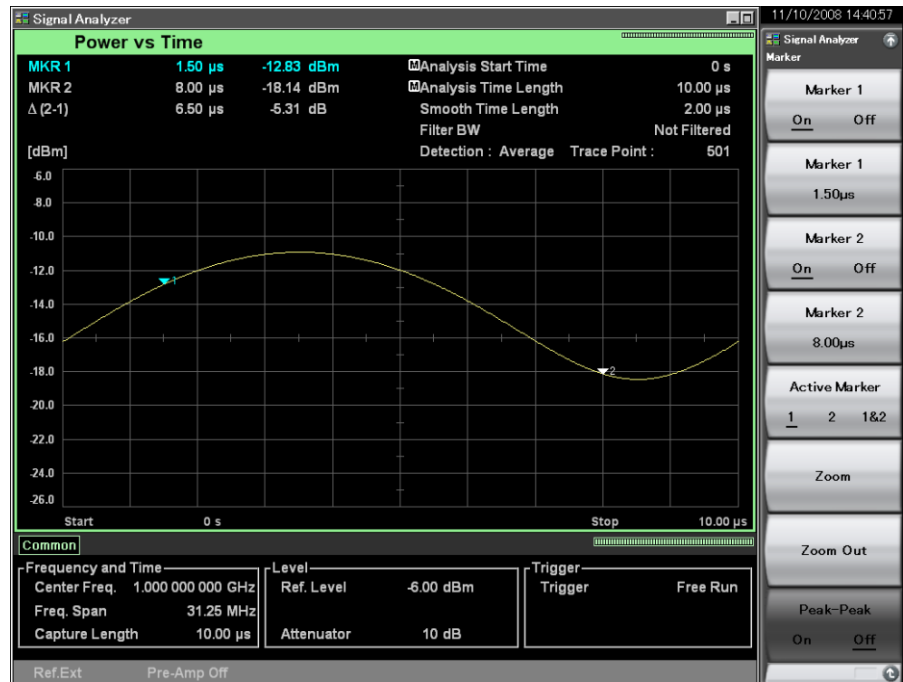 Signal Analyzer
Power vs Time
MKR 1 1.50 µs -12.83 dBm
MKR 2 8.00 µs -18.14 dBm
Δ (2-1) 6.50 µs -5.31 dB
M Analysis Start Time 0 s
M Analysis Time Length 10.00 µs
Smooth Time Length 2.00 µs
Filter BW Not Filtered
Detection : Average Trace Point : 501
[dBm]
-6.0
-8.0
-10.0
-12.0
-14.0
-16.0
-18.0
-20.0
-22.0
-24.0
-26.0
1
2
Start 0 s Stop 10.00 µs
Common
Frequency and Time
Center Freq. 1.000 000 000 GHz
Freq. Span 31.25 MHz
Capture Length 10.00 µs
Level
Ref. Level -6.00 dBm
Attenuator 10 dB
Trigger
Trigger Free Run
Ref.Ext Pre-Amp Off
11/10/2008 14:40:57
Signal Analyzer
Marker
Marker 1
On Off
Marker 1
1.50µs
Marker 2
On Off
Marker 2
8.00µs
Active Marker
1 2 1&2
Zoom
Zoom Out
Peak-Peak
On Off